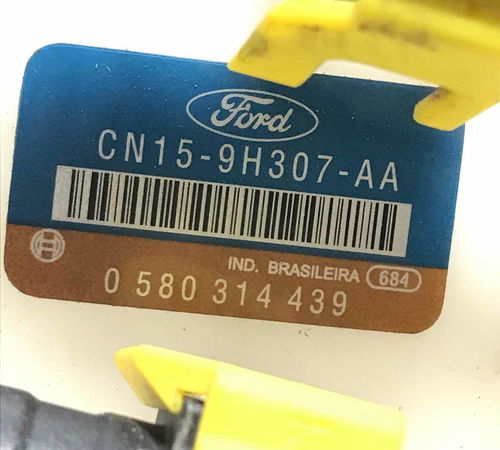 Ford
CN15-9H307-AA
IND. BRASILEIRA 684
0 580 314 439